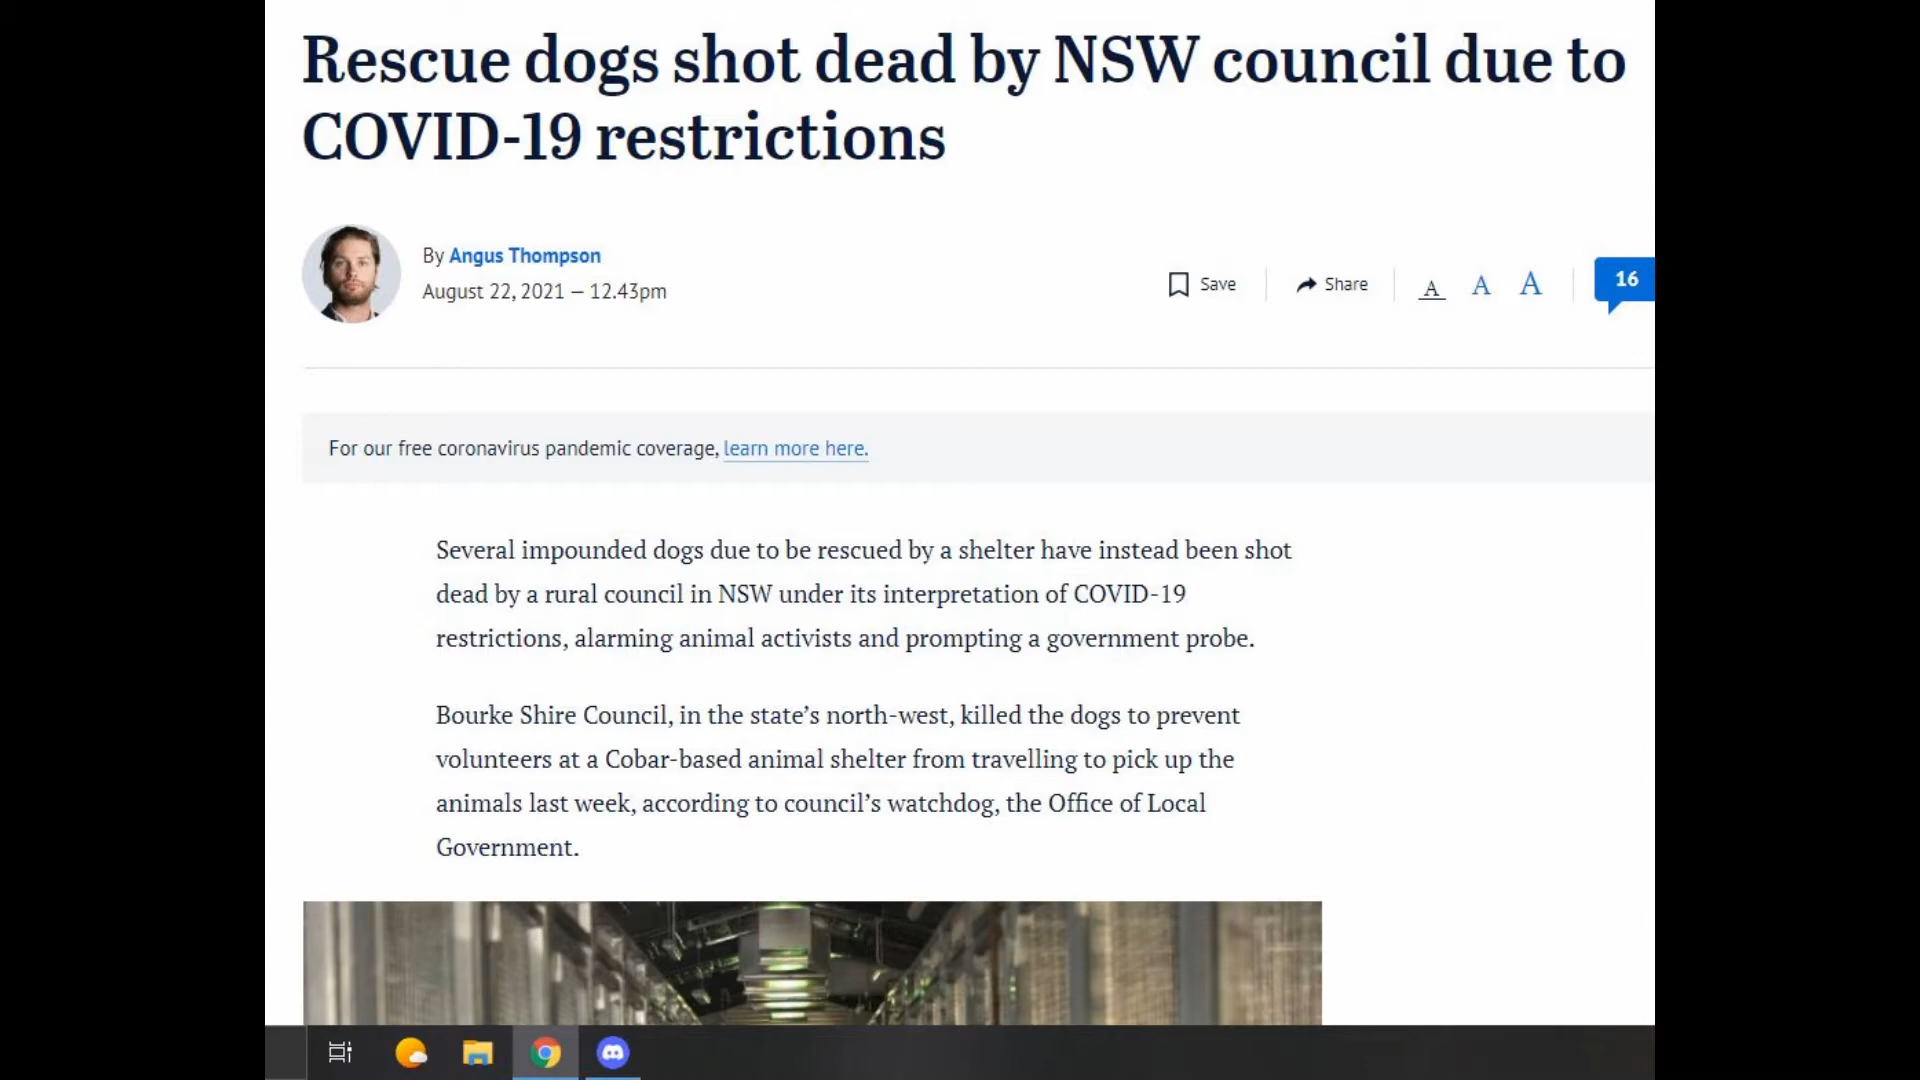 Rescue dogs shot dead by NSW council due to
COVID-19 restrictions
By Angus Thompson
August 22, 2021 – 12.43pm
Save
Share
A A A
16
For our free coronavirus pandemic coverage, learn more here.
Several impounded dogs due to be rescued by a shelter have instead been shot
dead by a rural council in NSW under its interpretation of COVID-19
restrictions, alarming animal activists and prompting a government probe.
Bourke Shire Council, in the state’s north-west, killed the dogs to prevent
volunteers at a Cobar-based animal shelter from travelling to pick up the
animals last week, according to council’s watchdog, the Office of Local
Government.